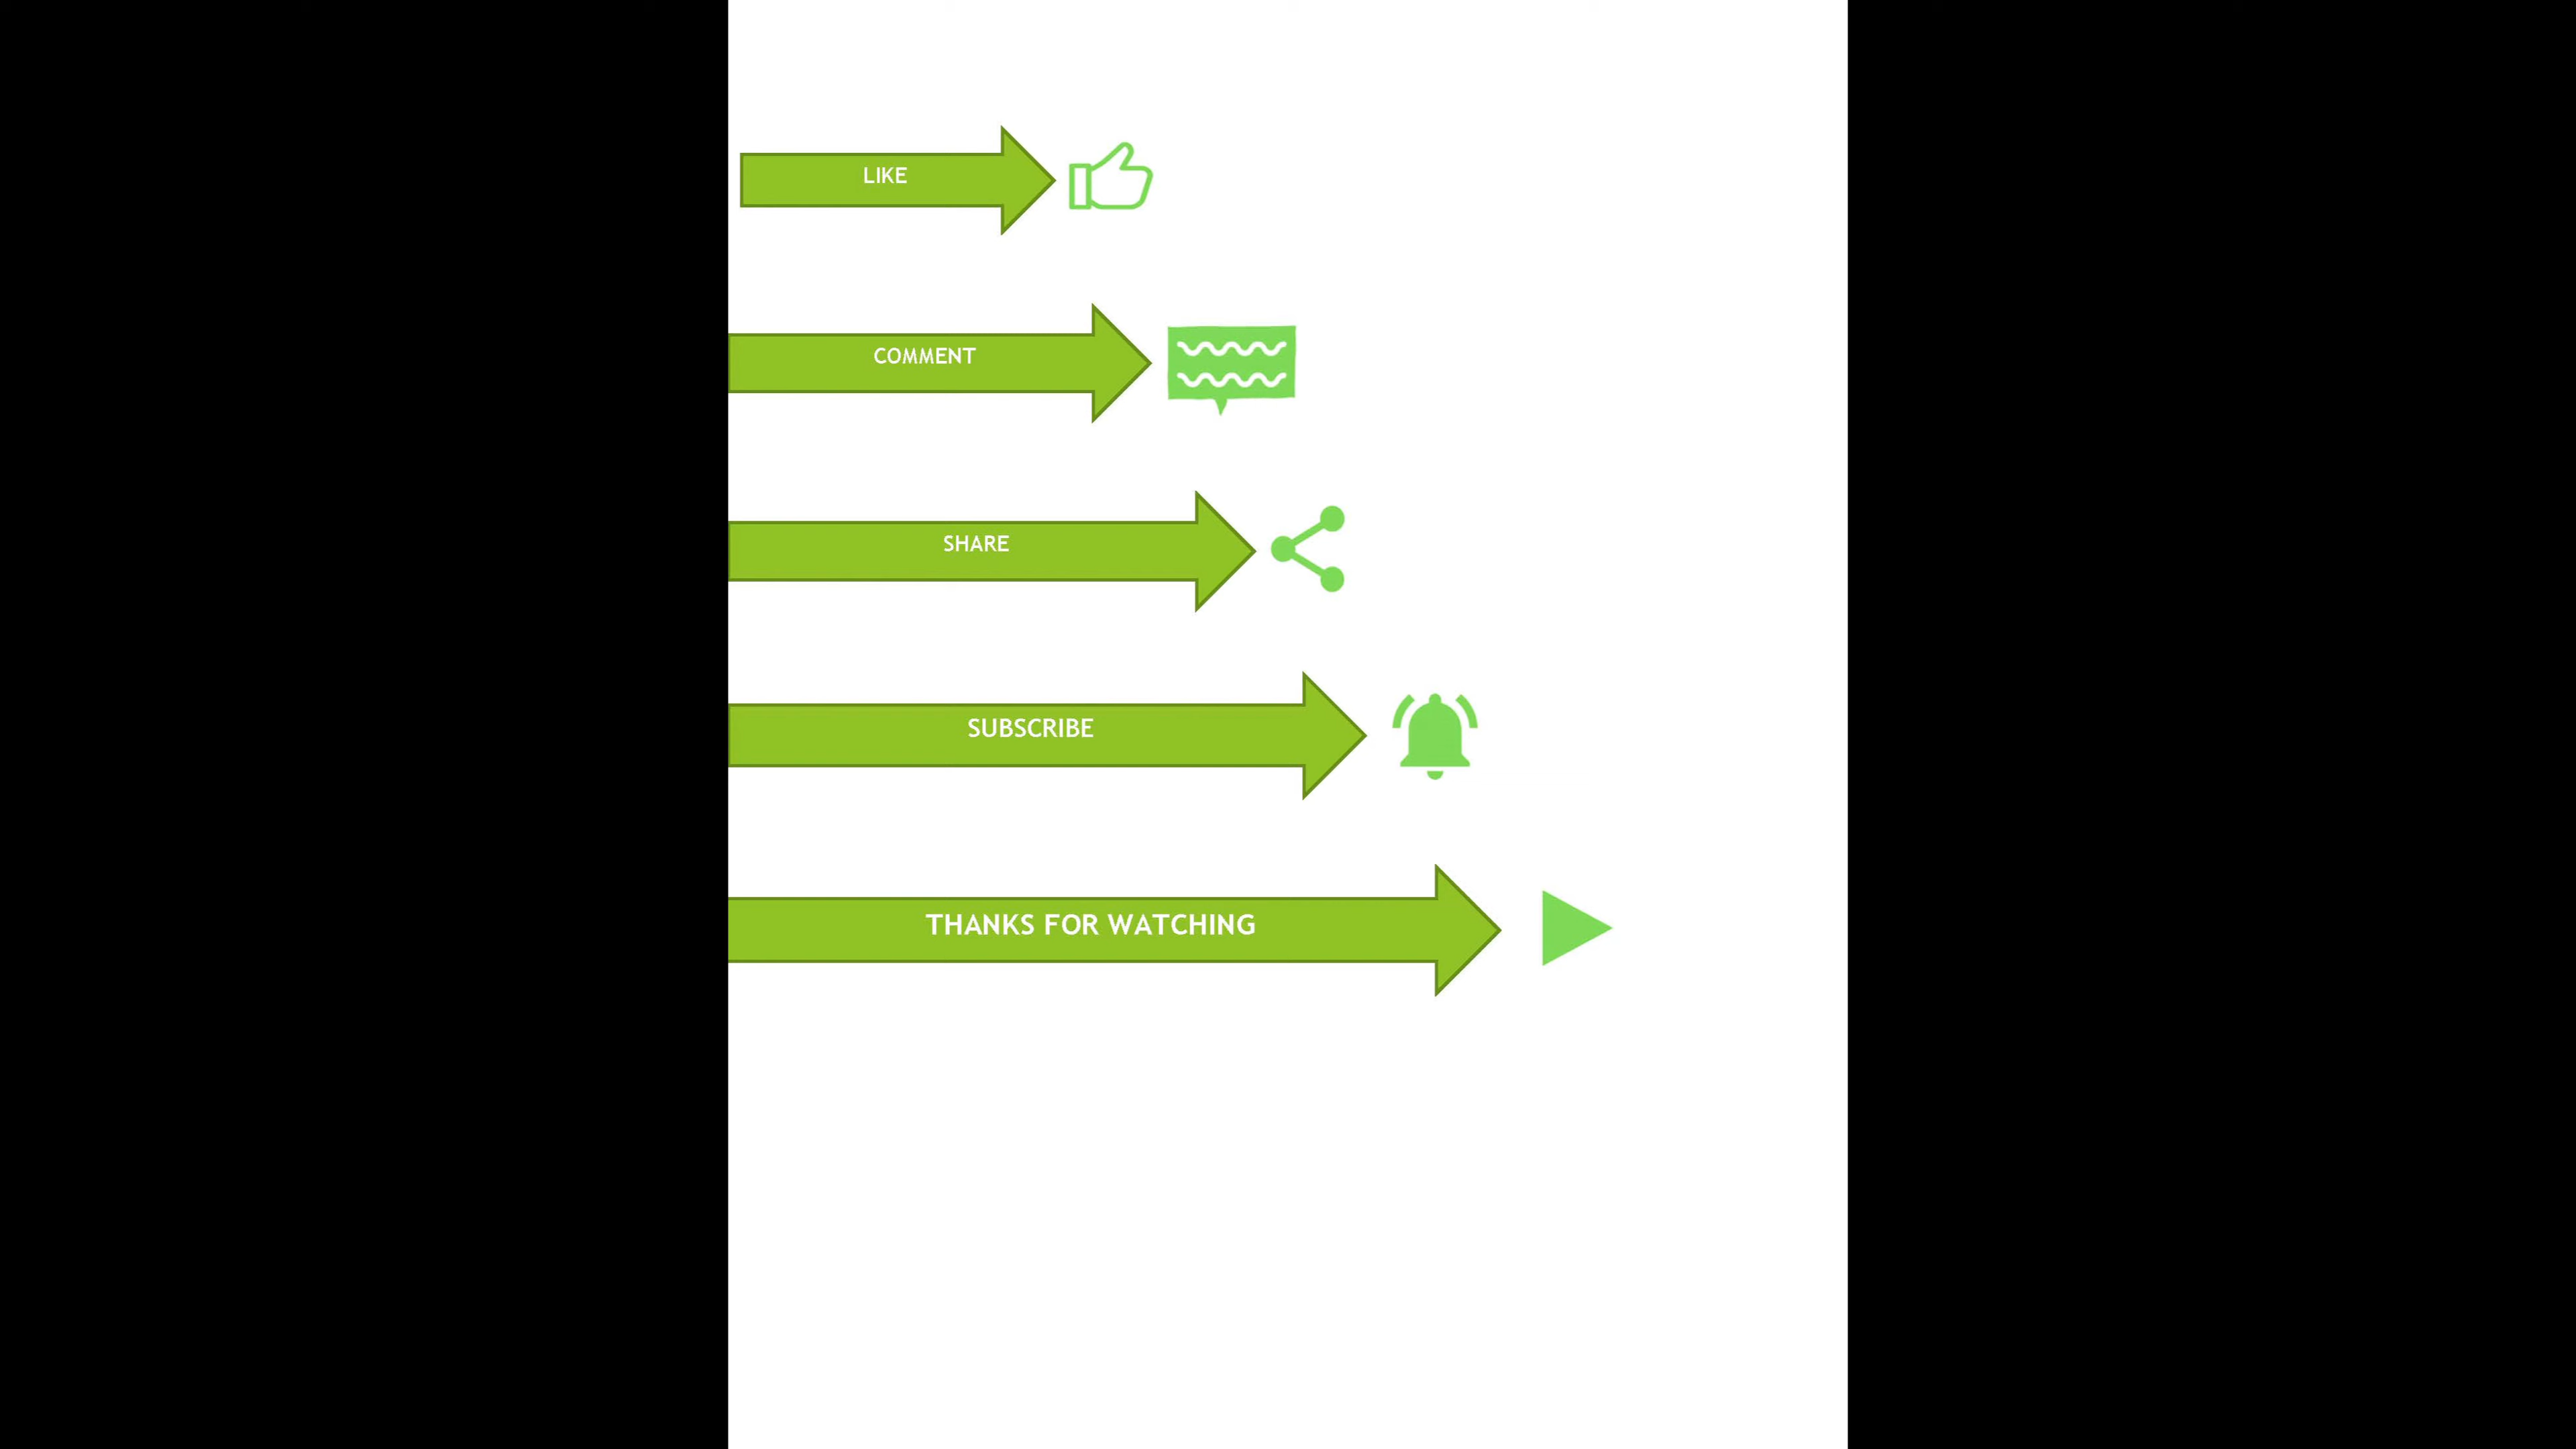 LIKE
COMMENT
SHARE
SUBSCRIBE
THANKS FOR WATCHING